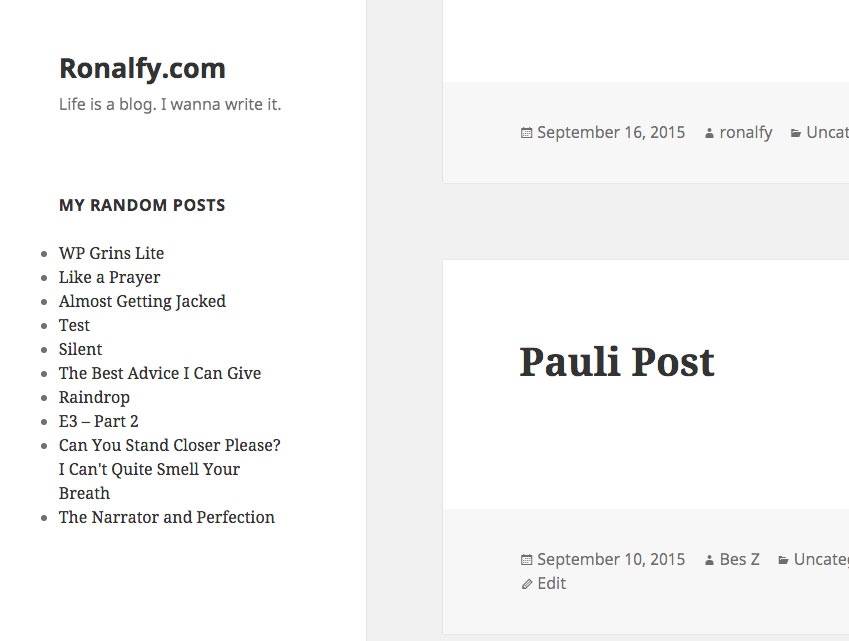 Ronalfy.com
Life is a blog. I wanna write it.
MY RANDOM POSTS
WP Grins Lite
Like a Prayer
Almost Getting Jacked
Test
Silent
The Best Advice I Can Give
Raindrop
E3 – Part 2
Can You Stand Closer Please?
I Can't Quite Smell Your
Breath
The Narrator and Perfection
September 16, 2015 ronalfy Uncat
Pauli Post
September 10, 2015 Bes Z Uncateg
Edit